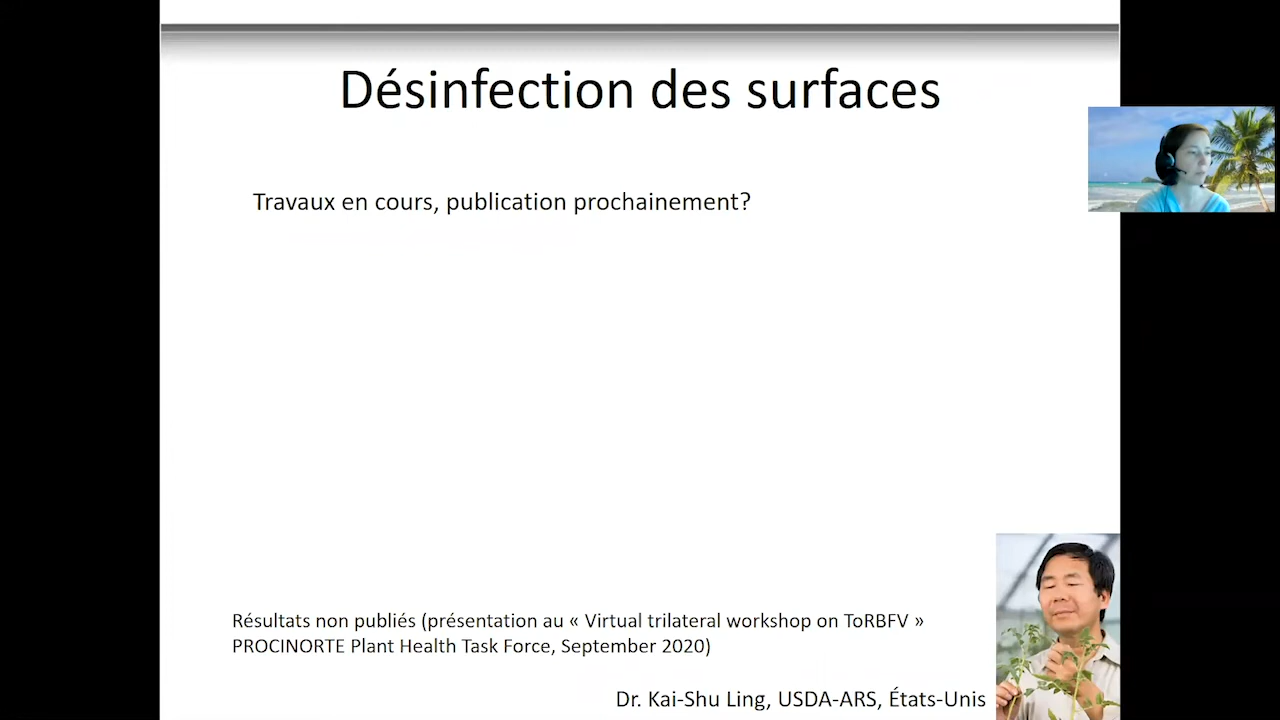 Désinfection des surfaces
Travaux en cours, publication prochainement?
Résultats non publiés (présentation au « Virtual trilateral workshop on ToRBFV »
PROCINORTE Plant Health Task Force, September 2020)
Dr. Kai-Shu Ling, USDA-ARS, États-Unis